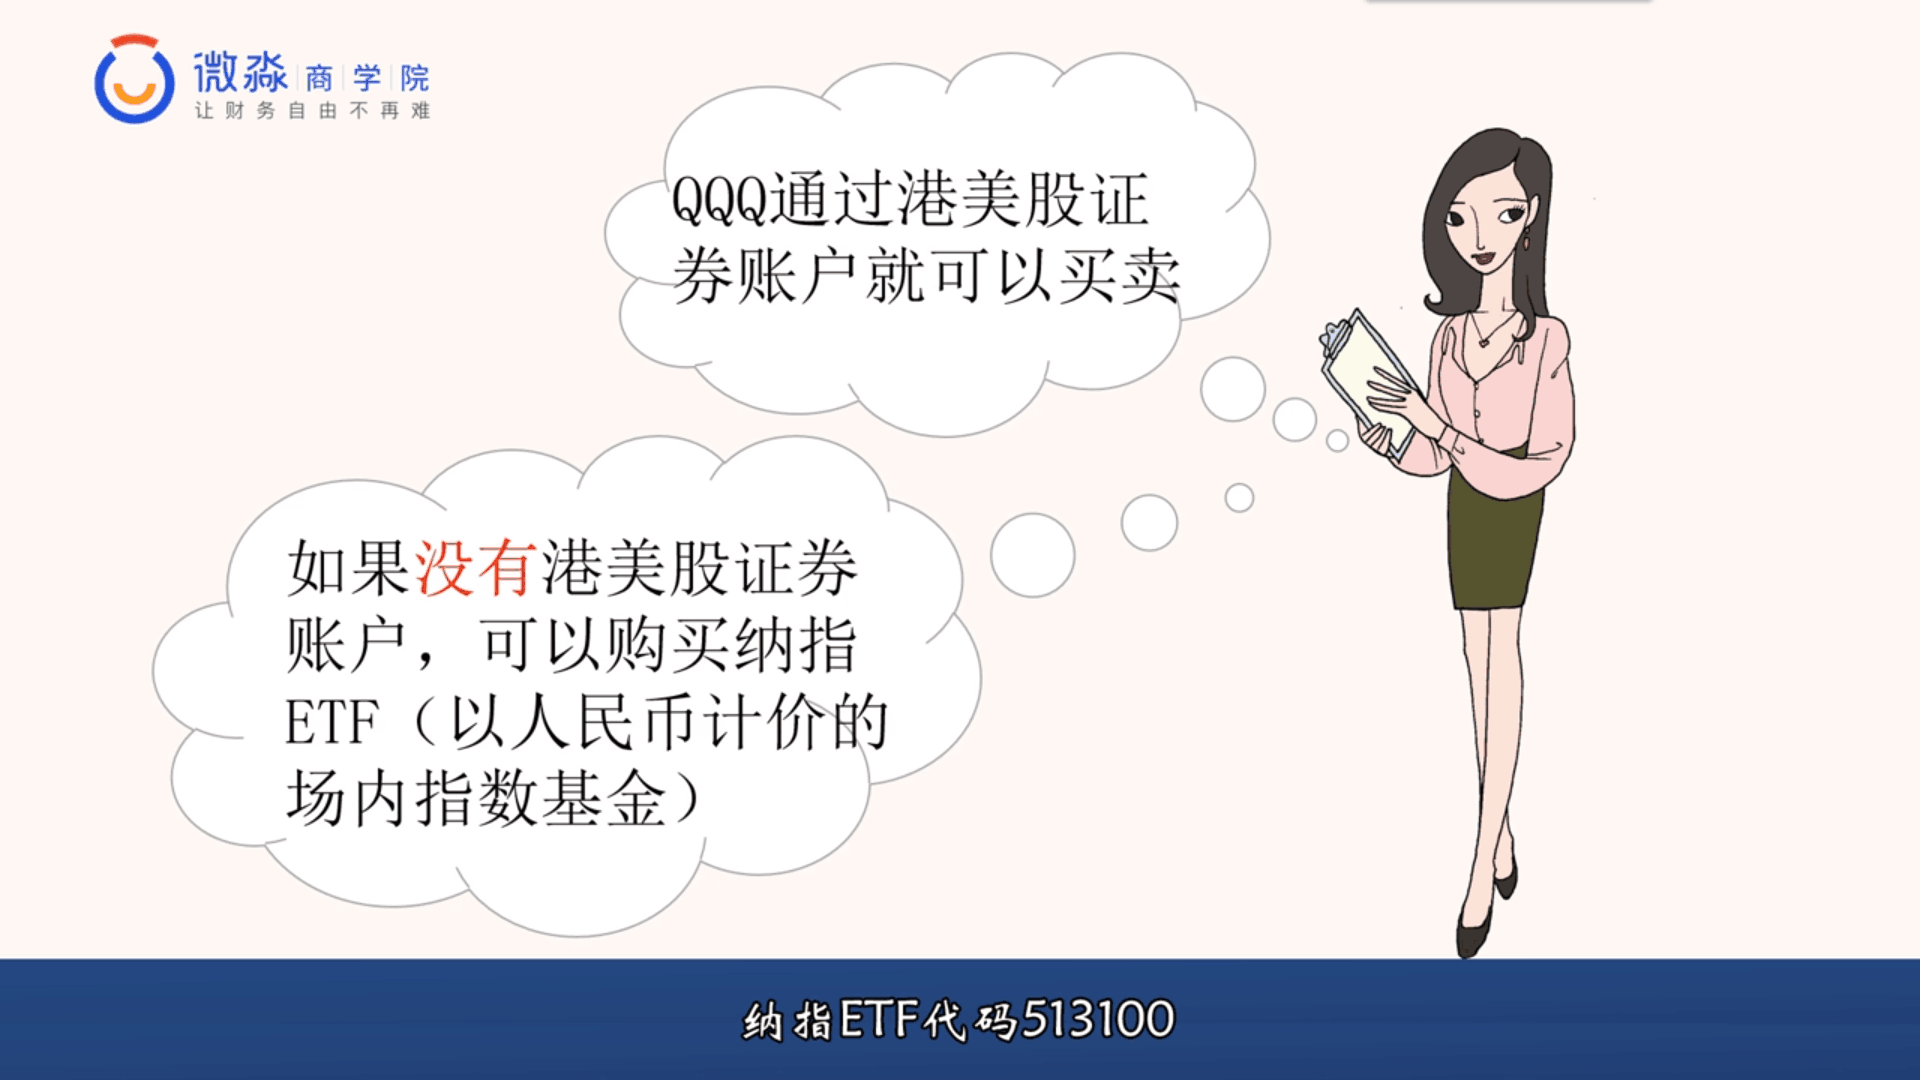 微淼商学院
让财务自由不再难
QQQ通过港美股证
券账户就可以买卖
如果没有港美股证券
账户，可以购买纳指
ETF（以人民币计价的
场内指数基金）
纳指ETF代码513100